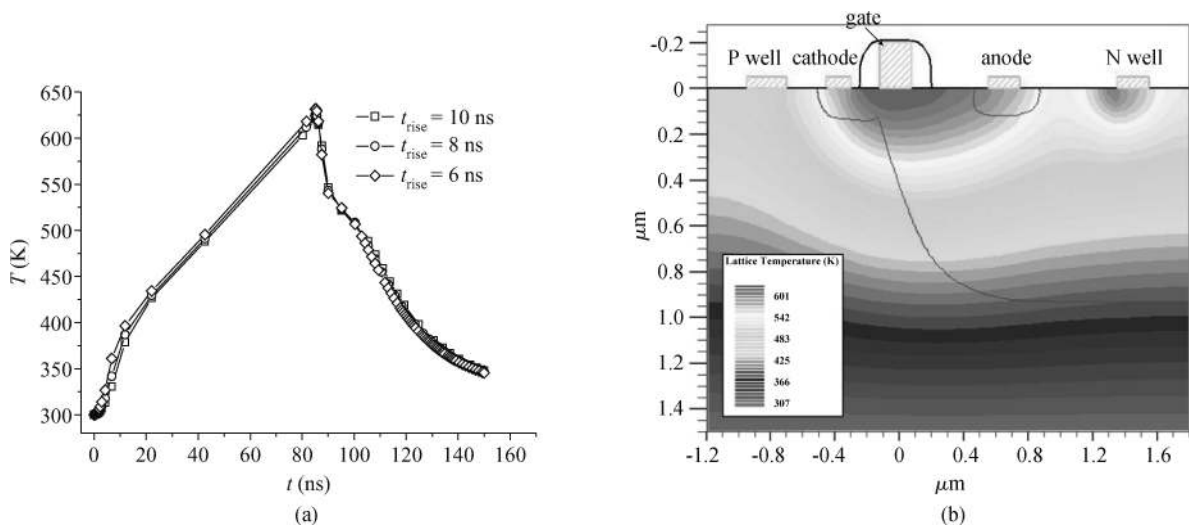 650
600
550
500
450
400
350
300
T (K)
0 20 40 60 80 100 120 140 160
t (ns)
t_rise = 10 ns
t_rise = 8 ns
t_rise = 6 ns
(a)
gate
P well cathode anode N well
-0.2
0
0.2
0.4
0.6
0.8
1.0
1.2
1.4
μm
Lattice Temperature (K)
601
542
483
425
366
307
-1.2 -0.8 -0.4 0 0.4 0.8 1.2 1.6
μm
(b)